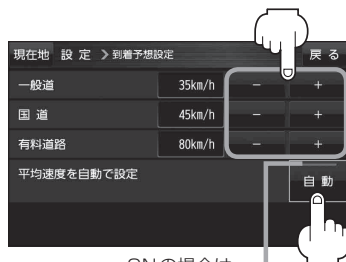 現在地 設 定 ＞到着予想設定 戻 る
一般道 35km/h － ＋
国 道 45km/h － ＋
有料道路 80km/h － ＋
平均速度を自動で設定 自 動
ONの場合は